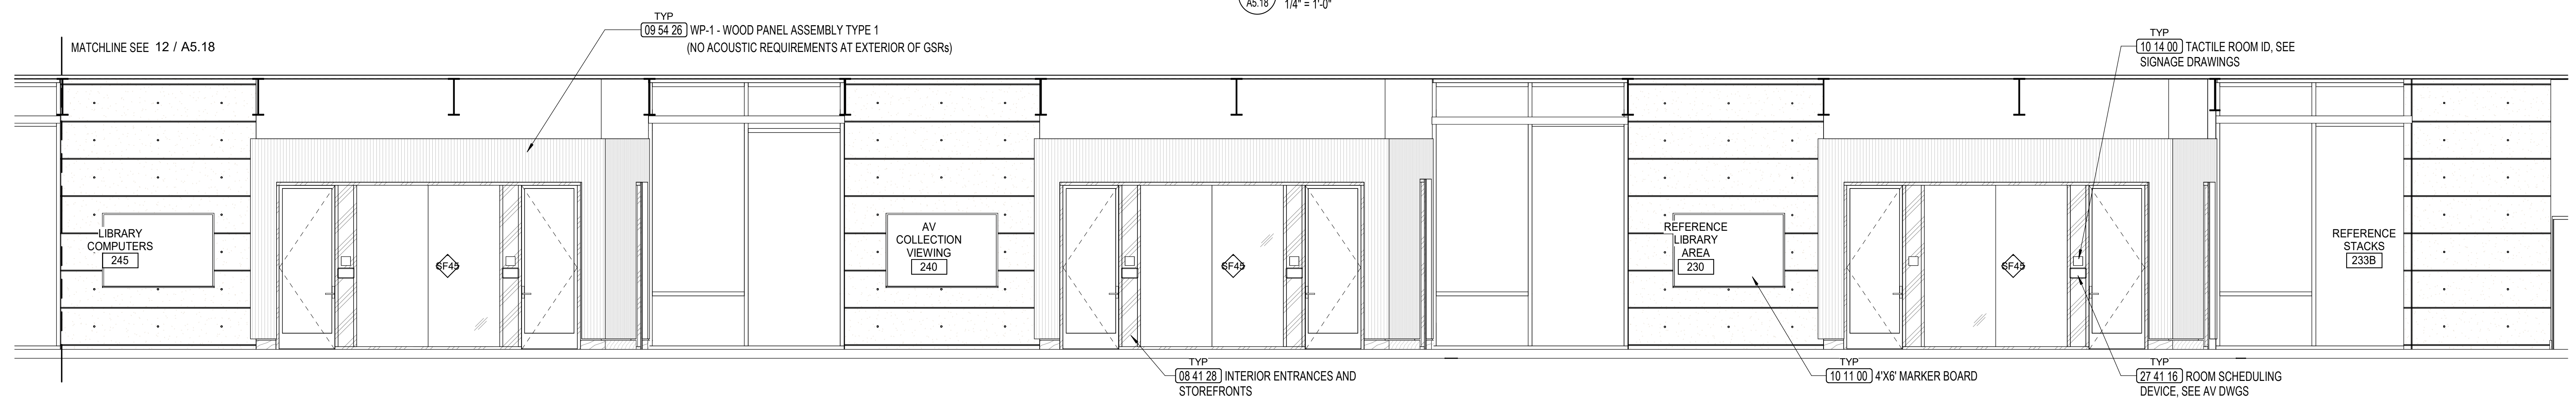 A5.18
1/4" = 1'-0"
TYP
09 54 26 WP-1 - WOOD PANEL ASSEMBLY TYPE 1
(NO ACOUSTIC REQUIREMENTS AT EXTERIOR OF GSRs)
MATCHLINE SEE 12 / A5.18
TYP
10 14 00 TACTILE ROOM ID, SEE
SIGNAGE DRAWINGS
LIBRARY
COMPUTERS
245
SF45
AV
COLLECTION
VIEWING
240
SF45
REFERENCE
LIBRARY
AREA
230
SF45
REFERENCE
STACKS
233B
TYP
08 41 28 INTERIOR ENTRANCES AND
STOREFRONTS
TYP
10 11 00 4'X6' MARKER BOARD
TYP
27 41 16 ROOM SCHEDULING
DEVICE, SEE AV DWGS